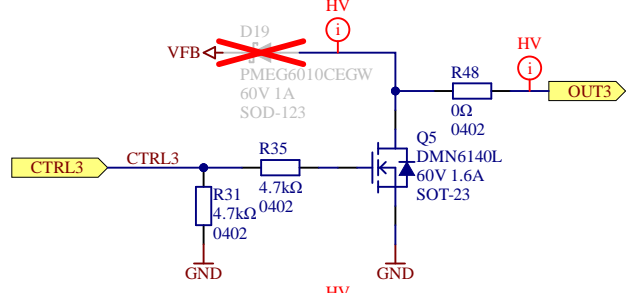 HV
D19
VFB
HV
PMEG6010CEGW
60V 1A
SOD-123
R48
OUT3
0Ω
0402
Q5
DMN6140L
60V 1.6A
SOT-23
R35
CTRL3
CTRL3
4.7kΩ
0402
R31
4.7kΩ
0402
GND
GND
HV